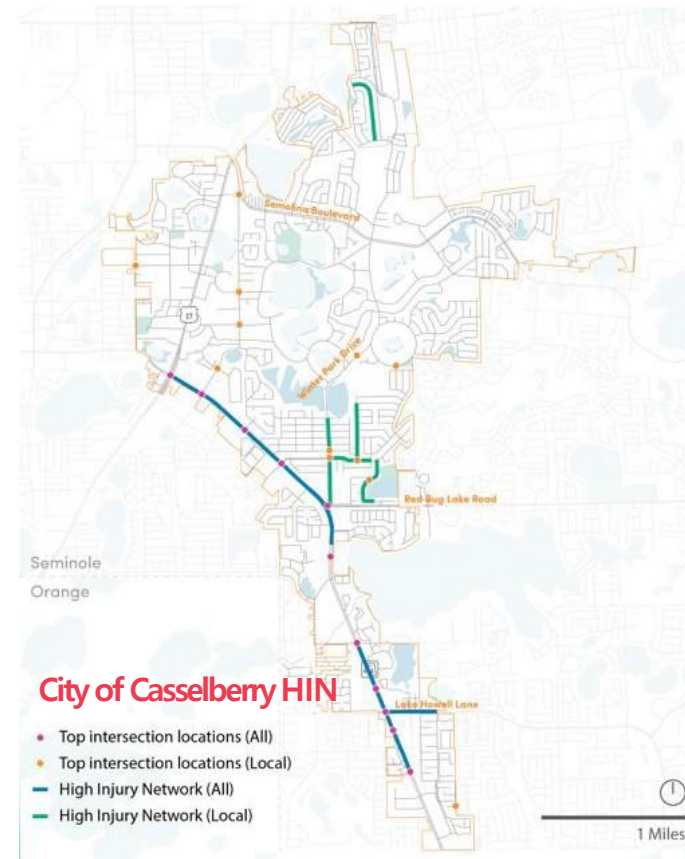 Semoinis Boulevard
17
Winter Park Drive
Red Bug Lake Road
Seminole
Orange
City of Casselberry HIN
Lake Howell Lane
Top intersection locations (All)
Top intersection locations (Local)
High Injury Network (All)
High Injury Network (Local)
1 Miles